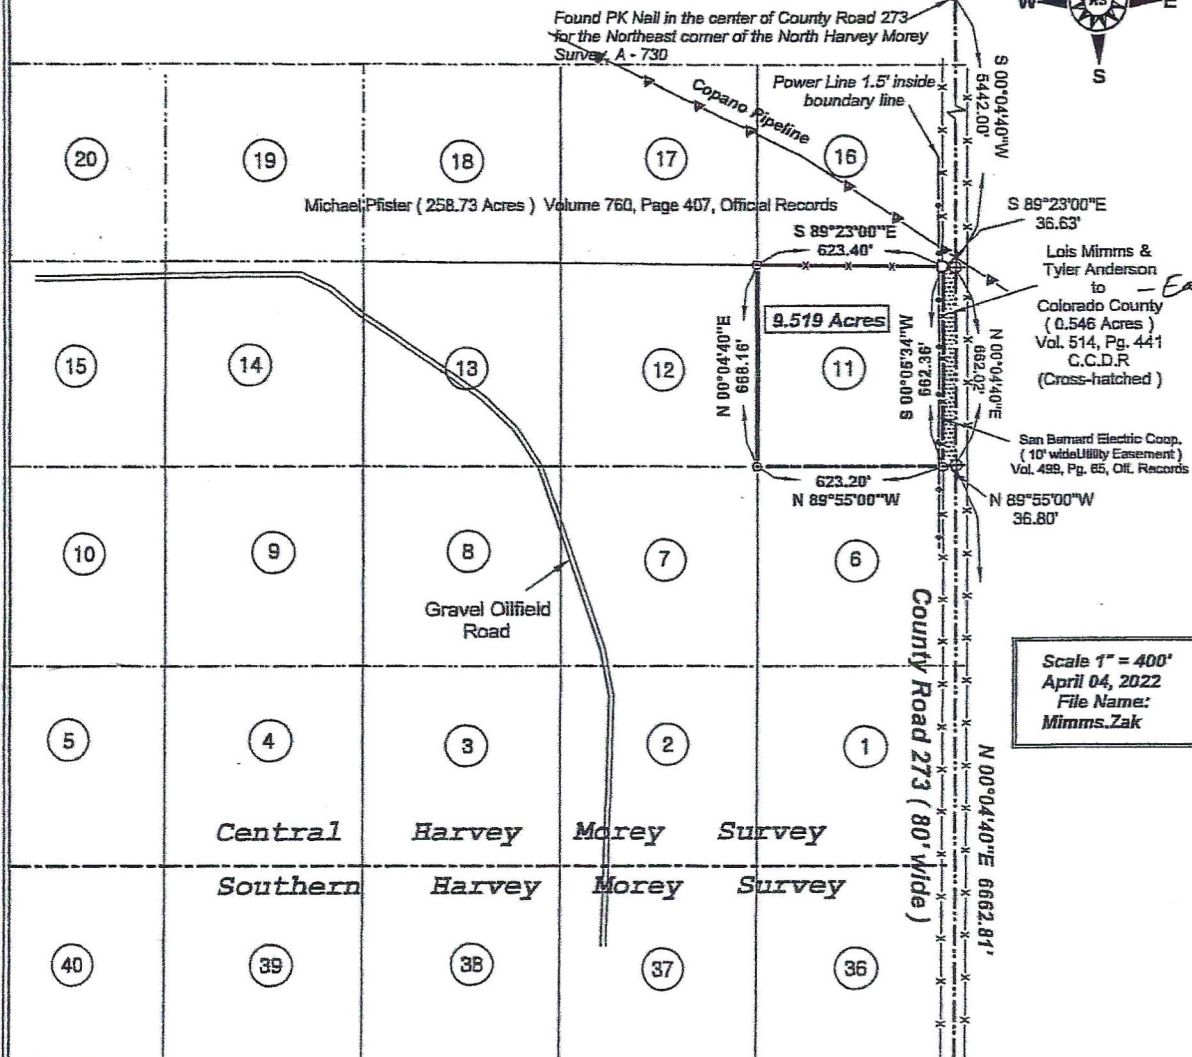 Found PK Nail in the center of County Road 273
for the Northeast corner of the North Harvey Morey
Survey, A - 730
W
E
S
Power Line 1.5' inside
boundary line
Copano Pipeline
S 00°04'40"W
5442.00'
20
19
18
17
16
Michael Pfister ( 258.73 Acres ) Volume 760, Page 407, Official Records
S 89°23'00"E
623.40'
S 89°23'00"E
36.63'
Lois Mimms &
Tyler Anderson
to
Colorado County
( 0.546 Acres )
Vol. 514, Pg. 441
C.C.D.R
(Cross-hatched )
9.519 Acres
N 00°04'40"E
668.16'
N 00°04'40"E
662.02'
15
14
13
12
11
San Bernard Electric Coop.
( 10' wideUtility Easement )
Vol. 499, Pg. 65, Off. Records
623.20'
N 89°55'00"W
N 89°55'00"W
36.80'
10
9
8
7
6
Gravel Oilfield
Road
County Road 273 ( 80' wide )
Scale 1" = 400'
April 04, 2022
File Name:
Mimms.Zak
5
4
3
2
1
N 00°04'40"E 6662.81'
Central Harvey Morey Survey
Southern Harvey Morey Survey
40
39
38
37
36